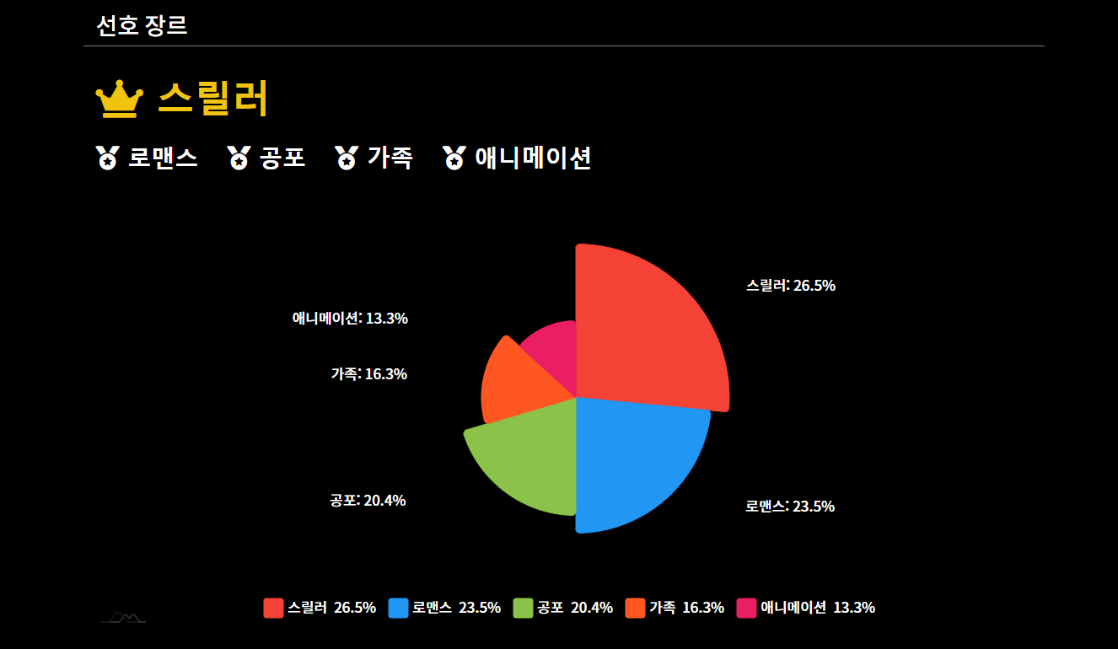 선호 장르
스릴러
로맨스 공포 가족 애니메이션
스릴러: 26.5%
애니메이션: 13.3%
가족: 16.3%
공포: 20.4%
로맨스: 23.5%
스릴러 26.5% 로맨스 23.5% 공포 20.4% 가족 16.3% 애니메이션 13.3%